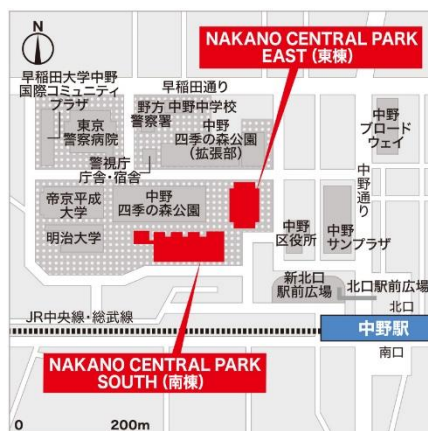 N
NAKANO CENTRAL PARK
EAST (東棟)
早稲田大学中野
国際コミュニティ
プラザ
早稲田通り
東京
警察病院
野方
警察署
中野中学校
中野
四季の森公園
(拡張部)
警視庁
庁舎・宿舎
中野
ブロード
ウェイ
中野通り
帝京平成
大学
中野
四季の森公園
明治大学
中野
区役所
中野
サンプラザ
新北口
駅前広場
北口駅前広場
北口
JR中央線・総武線
中野駅
南口
NAKANO CENTRAL PARK
SOUTH (南棟)
0 200m